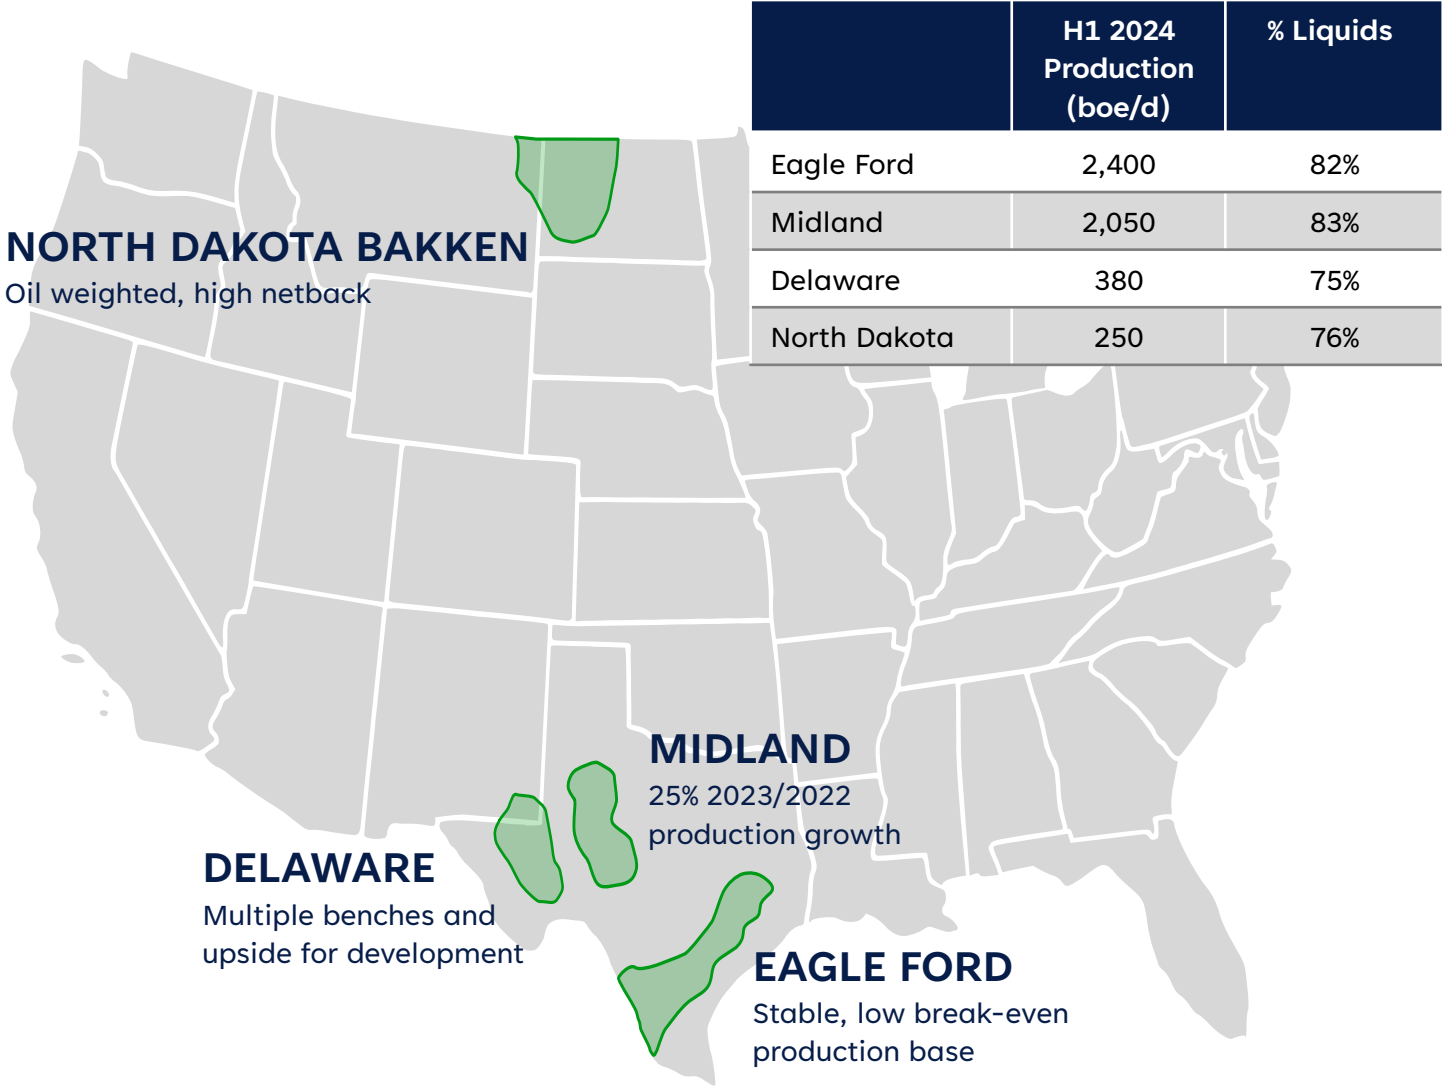 H1 2024 Production (boe/d) % Liquids
Eagle Ford 2,400 82%
Midland 2,050 83%
Delaware 380 75%
North Dakota 250 76%
NORTH DAKOTA BAKKEN
Oil weighted, high netback
MIDLAND
25% 2023/2022
production growth
DELAWARE
Multiple benches and
upside for development
EAGLE FORD
Stable, low break-even
production base